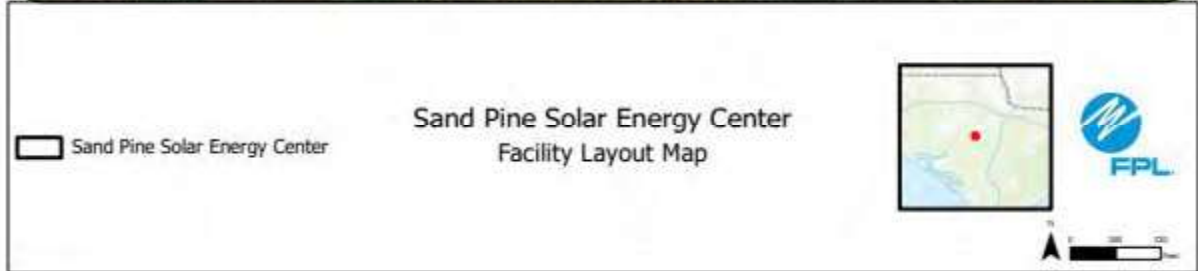 Sand Pine Solar Energy Center
Sand Pine Solar Energy Center
Facility Layout Map
FPL